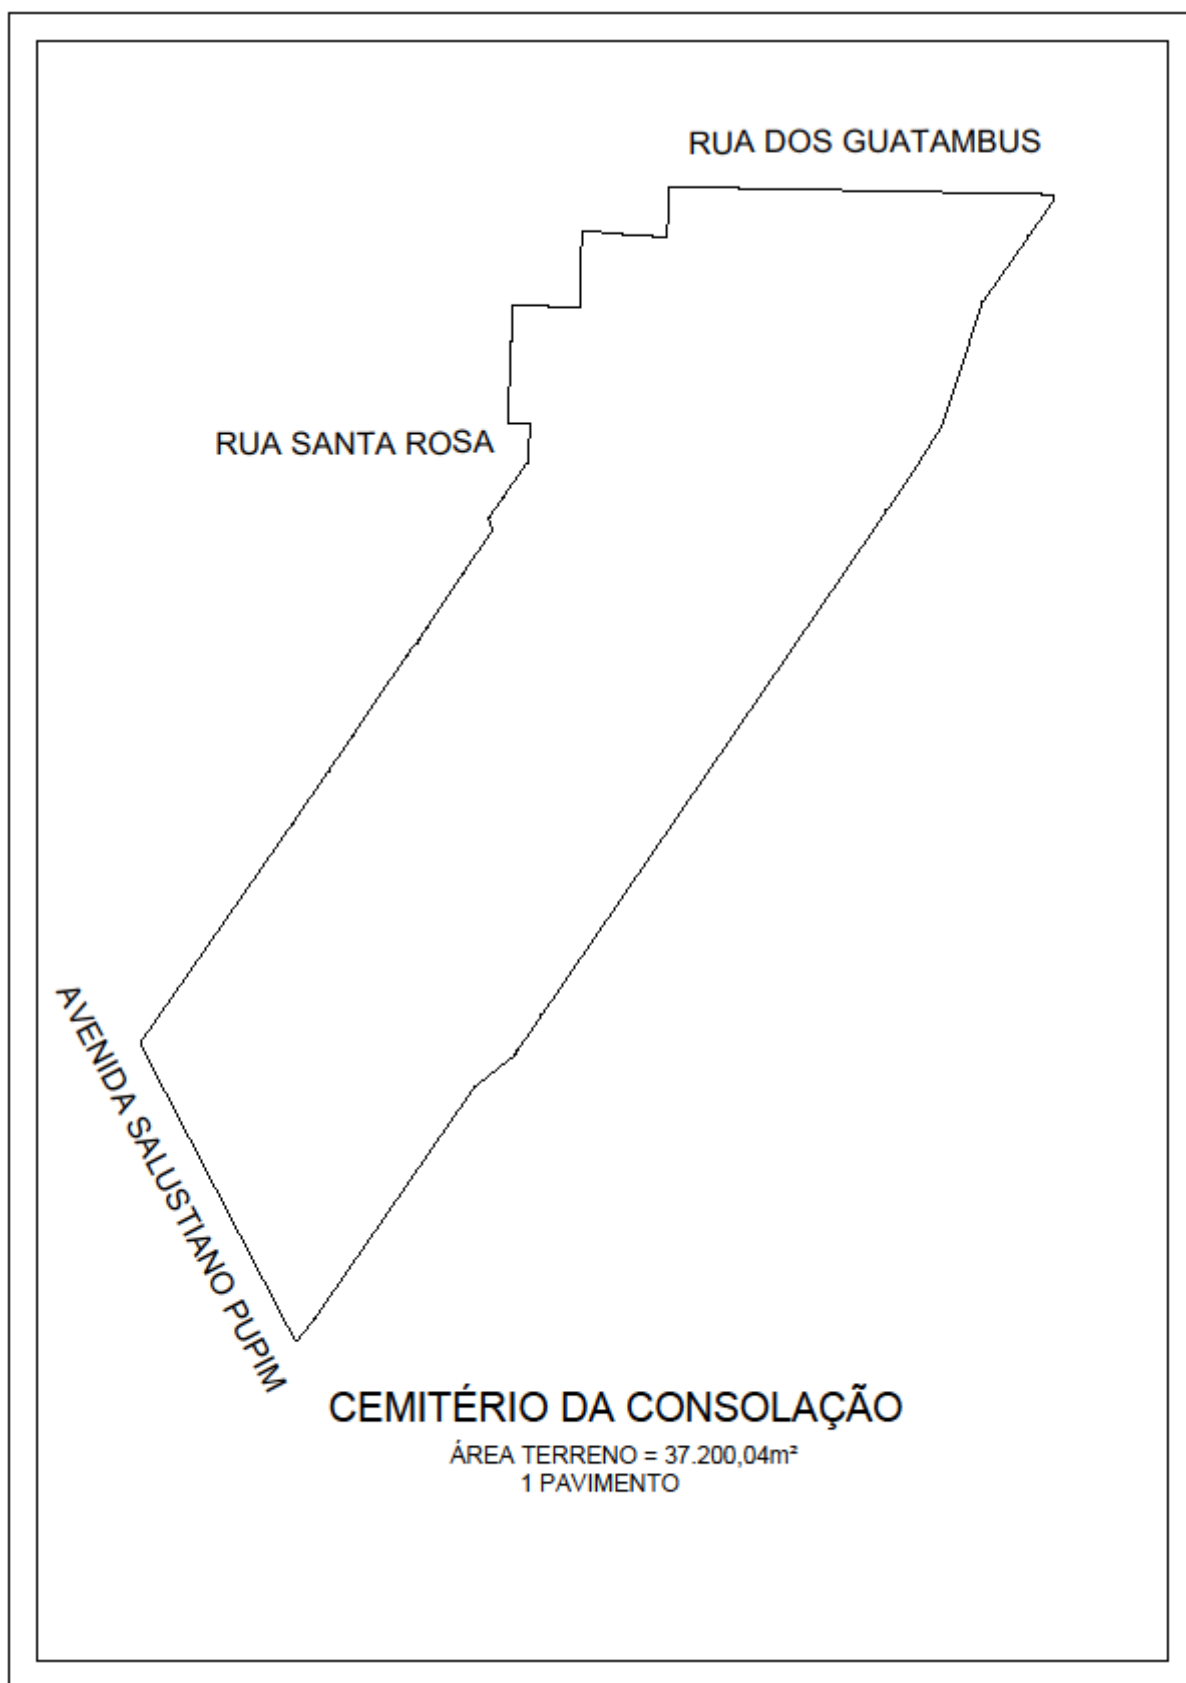 RUA DOS GUATAMBUS
RUA SANTA ROSA
AVENIDA SALUSTIANO PUPIM
CEMITÉRIO DA CONSOLAÇÃO
ÁREA TERRENO = 37.200,04m²
1 PAVIMENTO